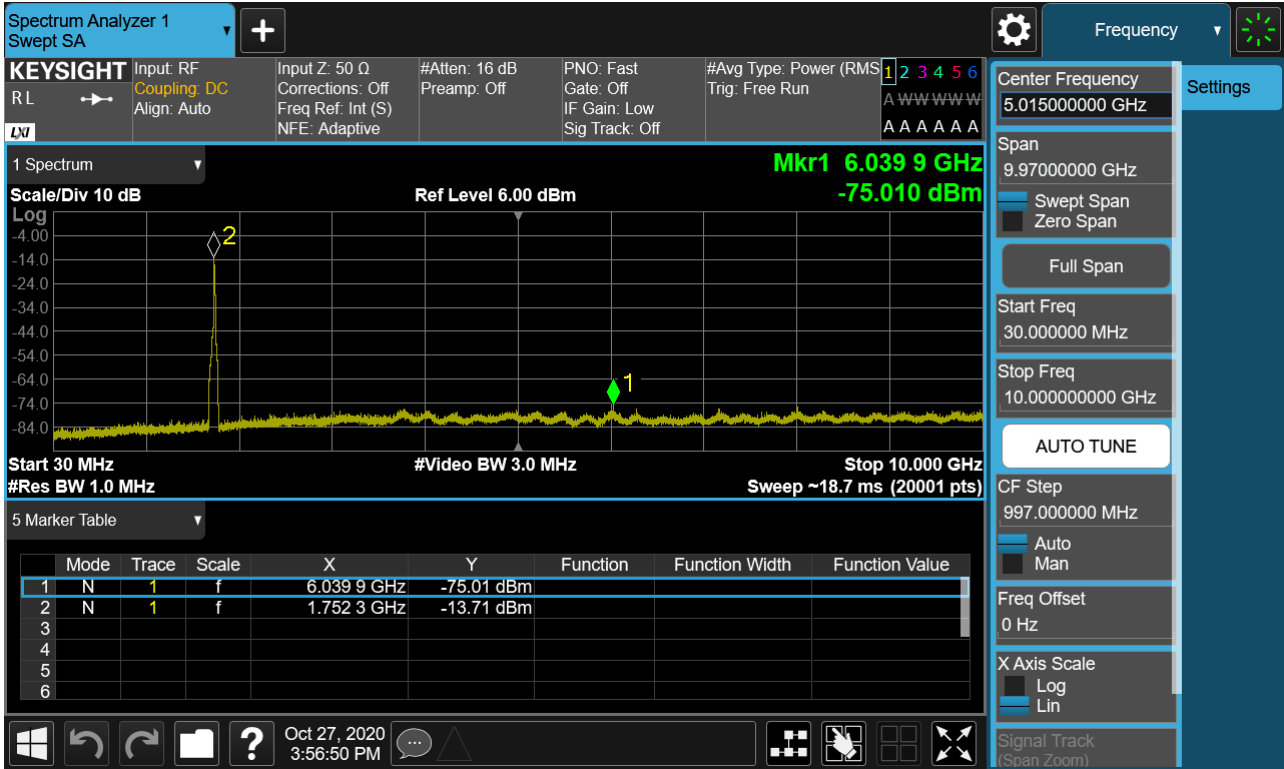 Spectrum Analyzer 1
Swept SA
+
Frequency
KEYSIGHT
R L
LXI
Input: RF
Coupling: DC
Align: Auto
Input Z: 50 Ω
Corrections: Off
Freq Ref: Int (S)
NFE: Adaptive
#Atten: 16 dB
Preamp: Off
PNO: Fast
Gate: Off
IF Gain: Low
Sig Track: Off
#Avg Type: Power (RMS
Trig: Free Run
1 2 3 4 5 6
A W W W W W
A A A A A A
1 Spectrum
Mkr1 6.039 9 GHz
-75.010 dBm
Scale/Div 10 dB
Ref Level 6.00 dBm
Log
-4.00
-14.0
-24.0
-34.0
-44.0
-54.0
-64.0
-74.0
-84.0
2
1
Start 30 MHz
#Video BW 3.0 MHz
Stop 10.000 GHz
#Res BW 1.0 MHz
Sweep ~18.7 ms (20001 pts)
5 Marker Table
Mode Trace Scale X Y Function Function Width Function Value
1 N 1 f 6.039 9 GHz -75.01 dBm
2 N 1 f 1.752 3 GHz -13.71 dBm
3
4
5
6
Center Frequency
5.015000000 GHz
Span
9.97000000 GHz
Swept Span
Zero Span
Full Span
Start Freq
30.000000 MHz
Stop Freq
10.000000000 GHz
AUTO TUNE
CF Step
997.000000 MHz
Auto
Man
Freq Offset
0 Hz
X Axis Scale
Log
Lin
Signal Track
(Span Zoom)
Settings
?
Oct 27, 2020
3:56:50 PM